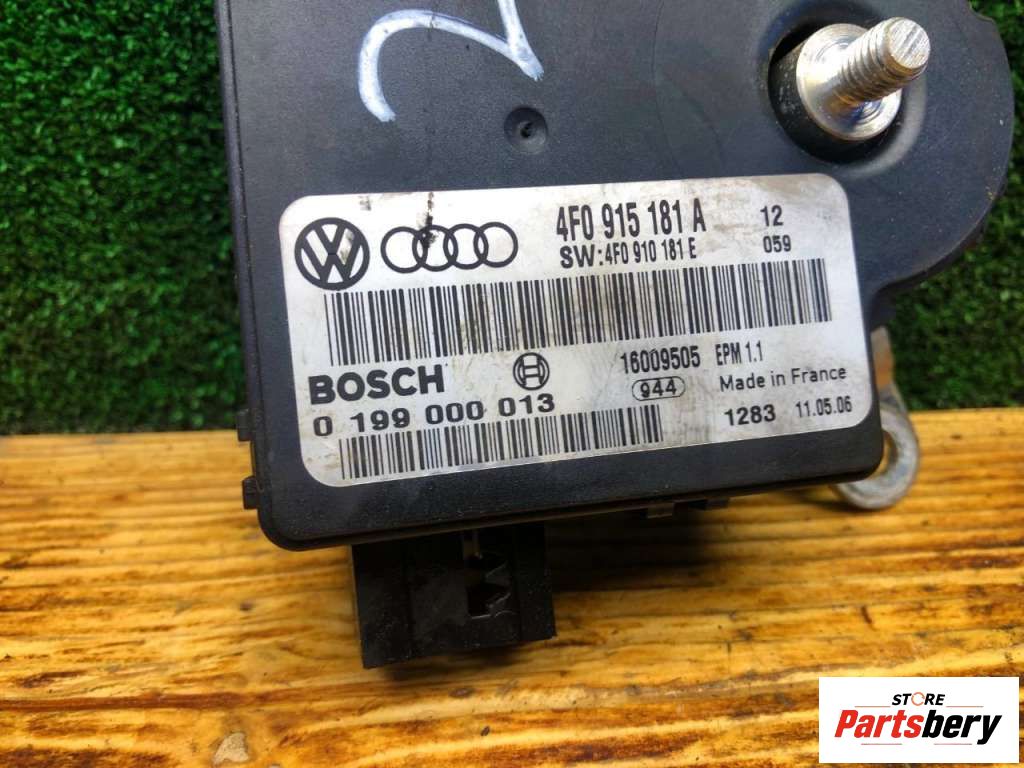 2
4F0 915 181 A 12
SW:4F0 910 181 E 059
16009505 EPM 1.1
BOSCH 944 Made in France
0 199 000 013 1283 11.05.06
STORE
Partsbery